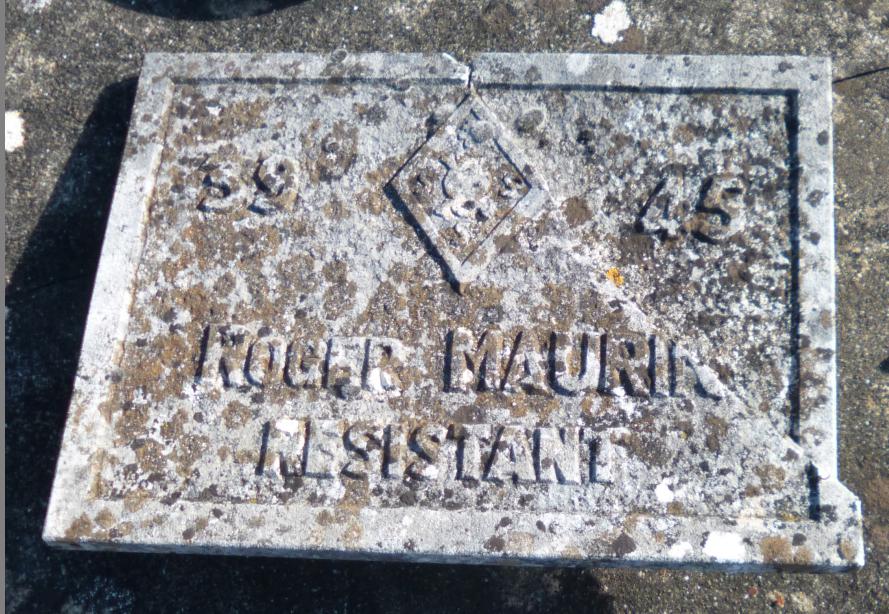 39 45
ROGER MAURIN
RESISTANT